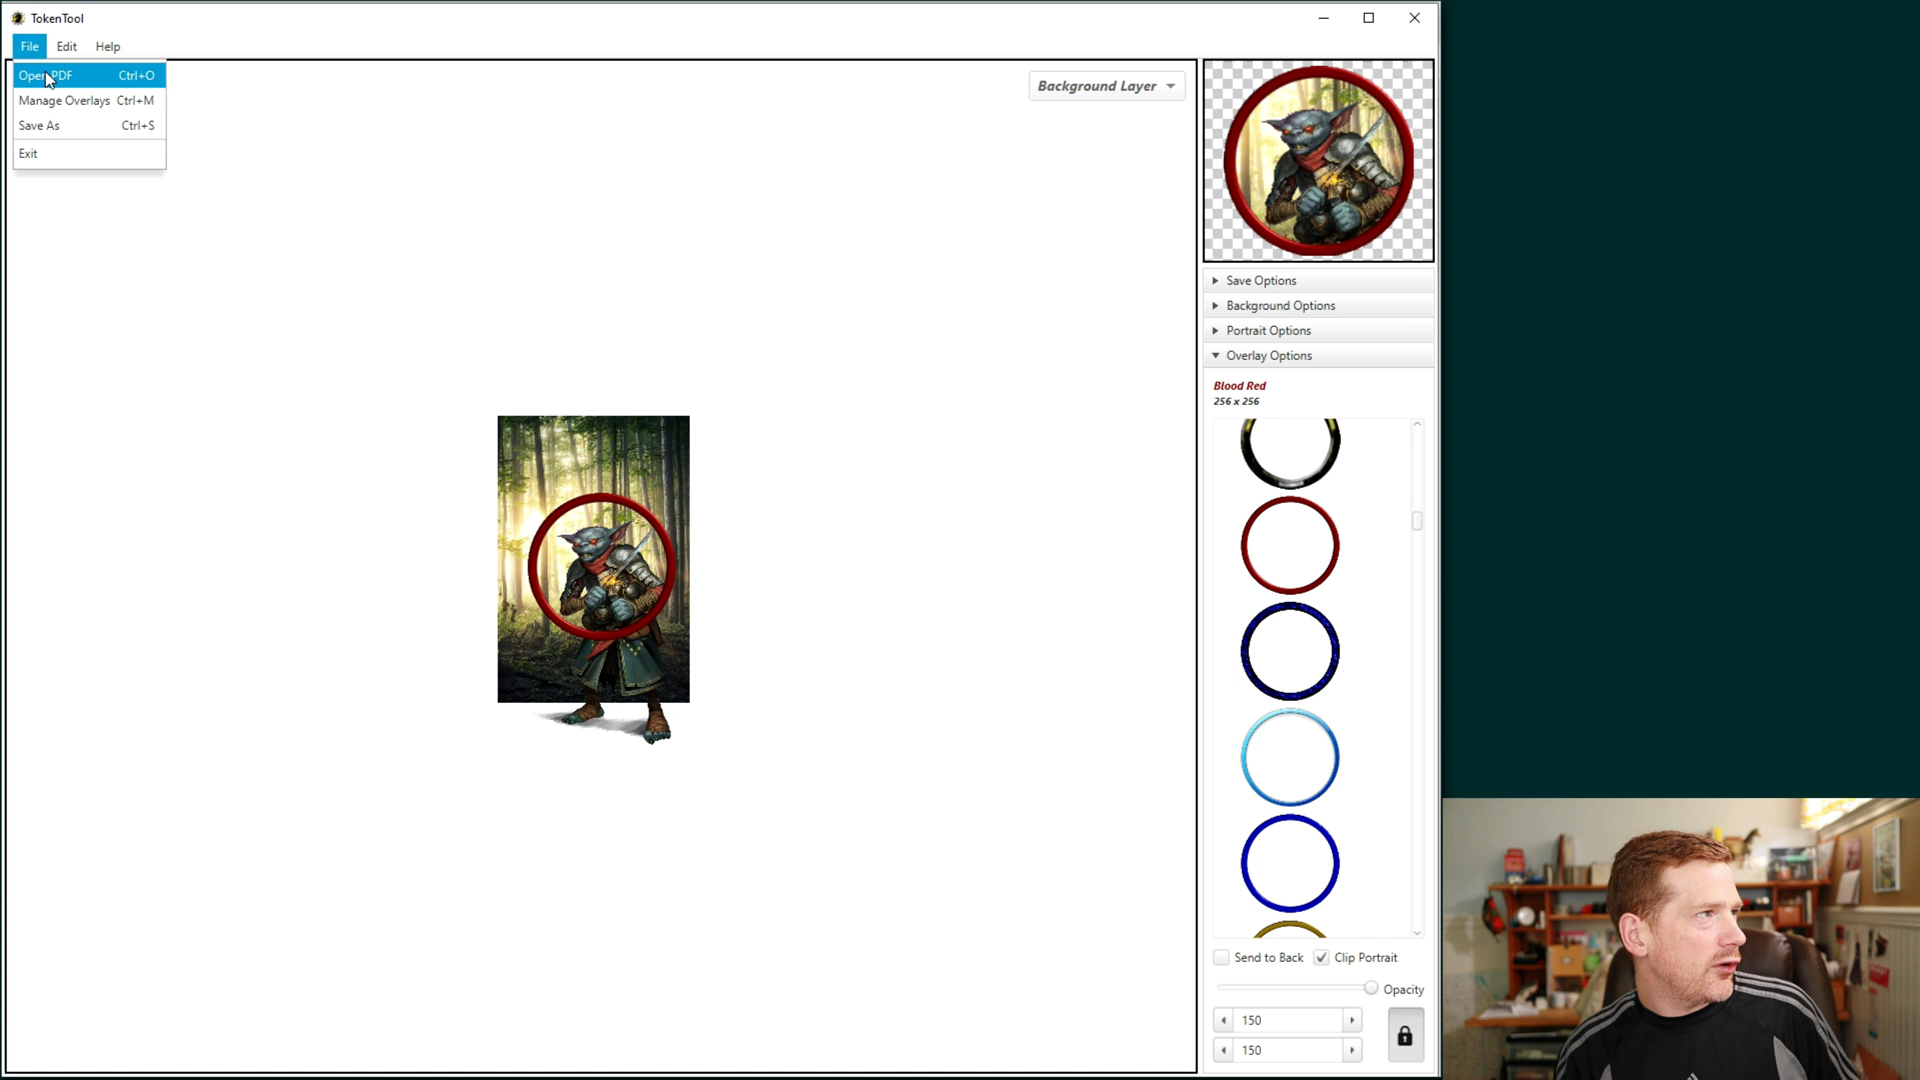 TokenTool
File Edit Help
Open PDF Ctrl+O
Manage Overlays Ctrl+M
Save As Ctrl+S
Exit
Background Layer
Save Options
Background Options
Portrait Options
Overlay Options
Blood Red
256 x 256
Send to Back Clip Portrait
Opacity
150
150